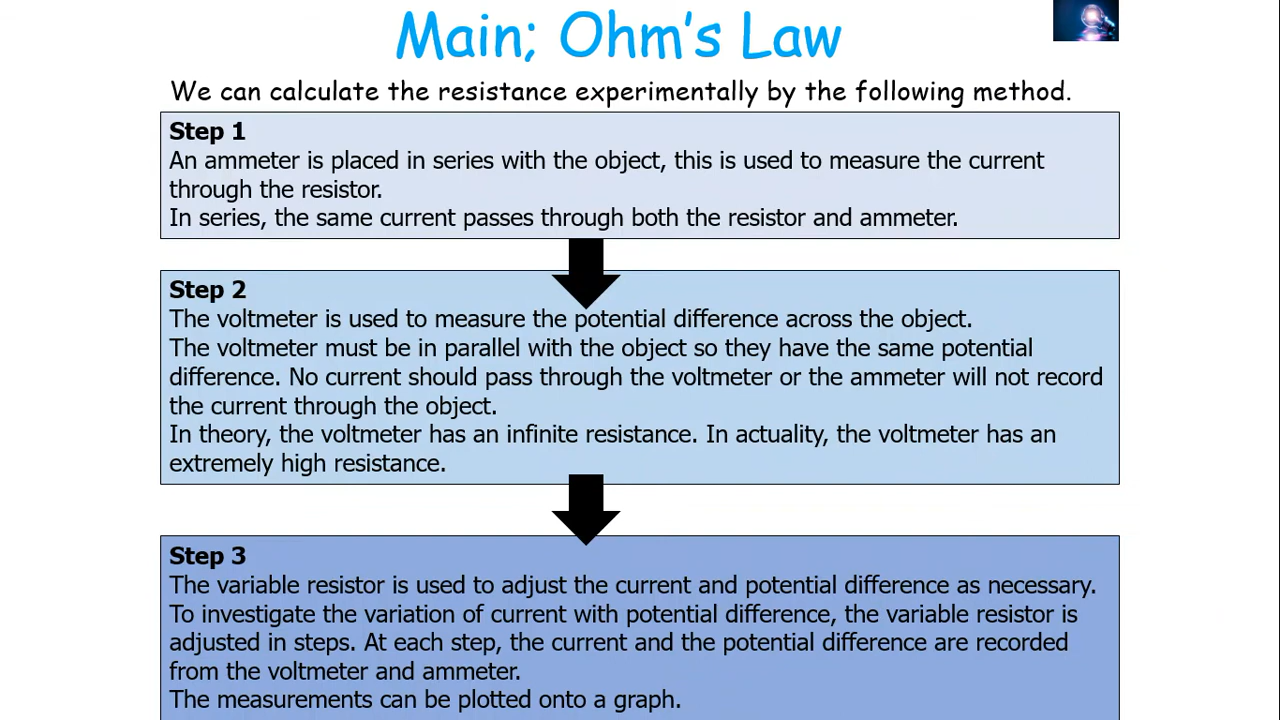 Main; Ohm's Law
We can calculate the resistance experimentally by the following method.
Step 1
An ammeter is placed in series with the object, this is used to measure the current
through the resistor.
In series, the same current passes through both the resistor and ammeter.
Step 2
The voltmeter is used to measure the potential difference across the object.
The voltmeter must be in parallel with the object so they have the same potential
difference. No current should pass through the voltmeter or the ammeter will not record
the current through the object.
In theory, the voltmeter has an infinite resistance. In actuality, the voltmeter has an
extremely high resistance.
Step 3
The variable resistor is used to adjust the current and potential difference as necessary.
To investigate the variation of current with potential difference, the variable resistor is
adjusted in steps. At each step, the current and the potential difference are recorded
from the voltmeter and ammeter.
The measurements can be plotted onto a graph.